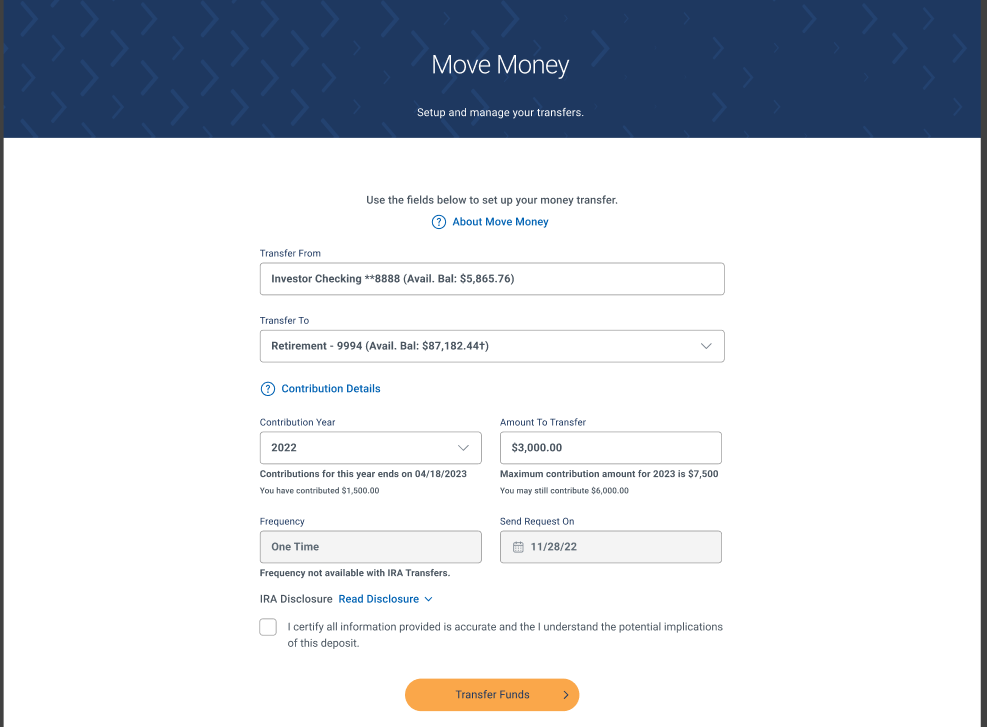 Move Money
Setup and manage your transfers.
Use the fields below to set up your money transfer.
? About Move Money
Transfer From
Investor Checking **8888 (Avail. Bal: $5,865.76)
Transfer To
Retirement - 9994 (Avail. Bal: $87,182.44†)
? Contribution Details
Contribution Year
2022
Contributions for this year ends on 04/18/2023
You have contributed $1,500.00
Amount To Transfer
$3,000.00
Maximum contribution amount for 2023 is $7,500
You may still contribute $6,000.00
Frequency
One Time
Frequency not available with IRA Transfers.
Send Request On
11/28/22
IRA Disclosure Read Disclosure
I certify all information provided is accurate and the I understand the potential implications
of this deposit.
Transfer Funds